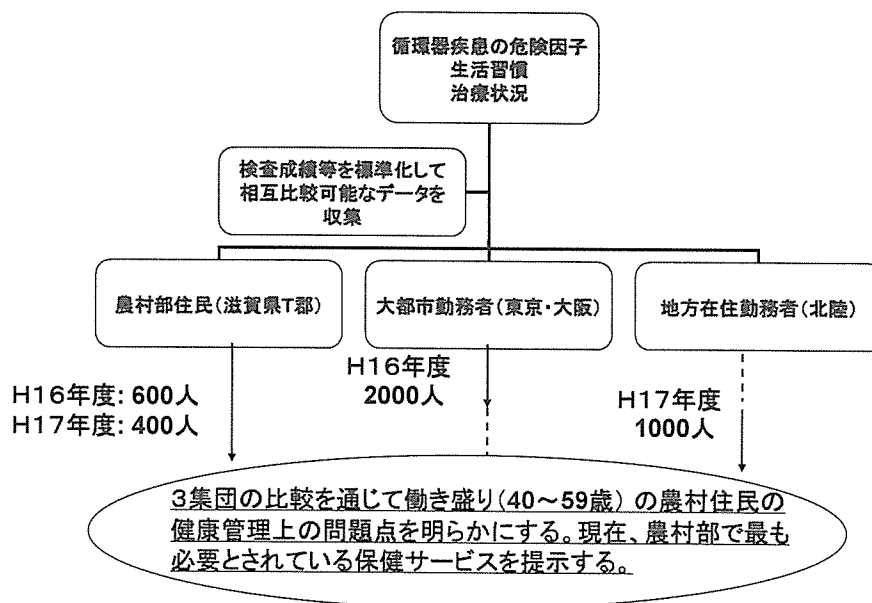 循環器疾患の危険因子
生活習慣
治療状況
検査成績等を標準化して
相互比較可能なデータを
収集
農村部住民(滋賀県T郡)
大都市勤務者(東京・大阪)
地方在住勤務者(北陸)
H16年度: 600人
H17年度: 400人
H16年度
2000人
H17年度
1000人
3集団の比較を通じて働き盛り(40～59歳) の農村住民の
健康管理上の問題点を明らかにする。現在、農村部で最も
必要とされている保健サービスを提示する。